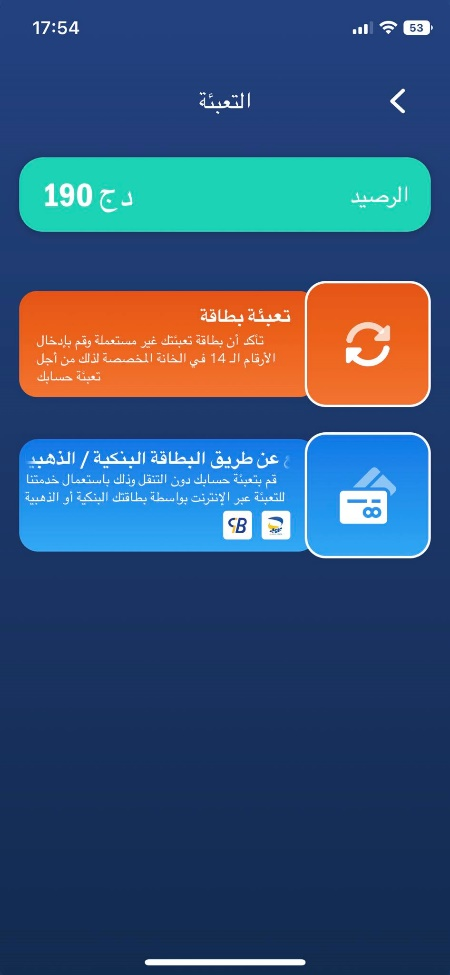 17:54
53
التعبئة
الرصيد
190 دج
تعبئة بطاقة
تأكد أن بطاقة تعبئتك غير مستعملة وقم بإدخال
الأرقام الـ 14 في الخانة المخصصة لذلك من أجل
تعبئة حسابك
ع عن طريق البطاقة البنكية / الذهبي
قم بتعبئة حسابك دون التنقل وذلك باستعمال خدمتنا
للتعبئة عبر الإنترنت بواسطة بطاقتك البنكية أو الذهبية